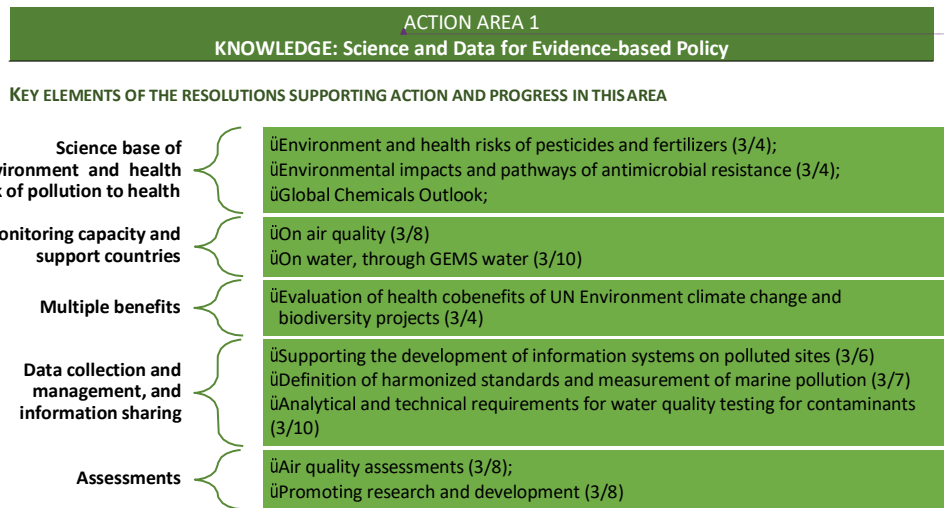 ACTION AREA 1
KNOWLEDGE: Science and Data for Evidence-based Policy
KEY ELEMENTS OF THE RESOLUTIONS SUPPORTING ACTION AND PROGRESS IN THIS AREA
Science base of
vironment and health
of pollution to health
üEnvironment and health risks of pesticides and fertilizers (3/4);
üEnvironmental impacts and pathways of antimicrobial resistance (3/4);
üGlobal Chemicals Outlook;
onitoring capacity and
support countries
üOn air quality (3/8)
üOn water, through GEMS water (3/10)
Multiple benefits
üEvaluation of health cobenefits of UN Environment climate change and
biodiversity projects (3/4)
Data collection and
management, and
information sharing
üSupporting the development of information systems on polluted sites (3/6)
üDefinition of harmonized standards and measurement of marine pollution (3/7)
üAnalytical and technical requirements for water quality testing for contaminants
(3/10)
Assessments
üAir quality assessments (3/8);
üPromoting research and development (3/8)